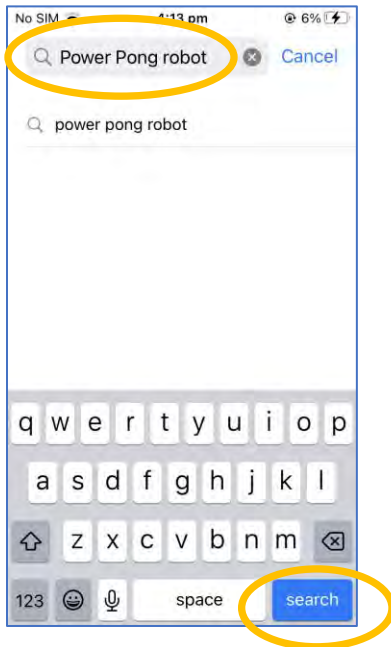 No SIM 4:13 pm 6%
Power Pong robot Cancel
power pong robot
q w e r t y u i o p
a s d f g h j k l
z x c v b n m
123 space search